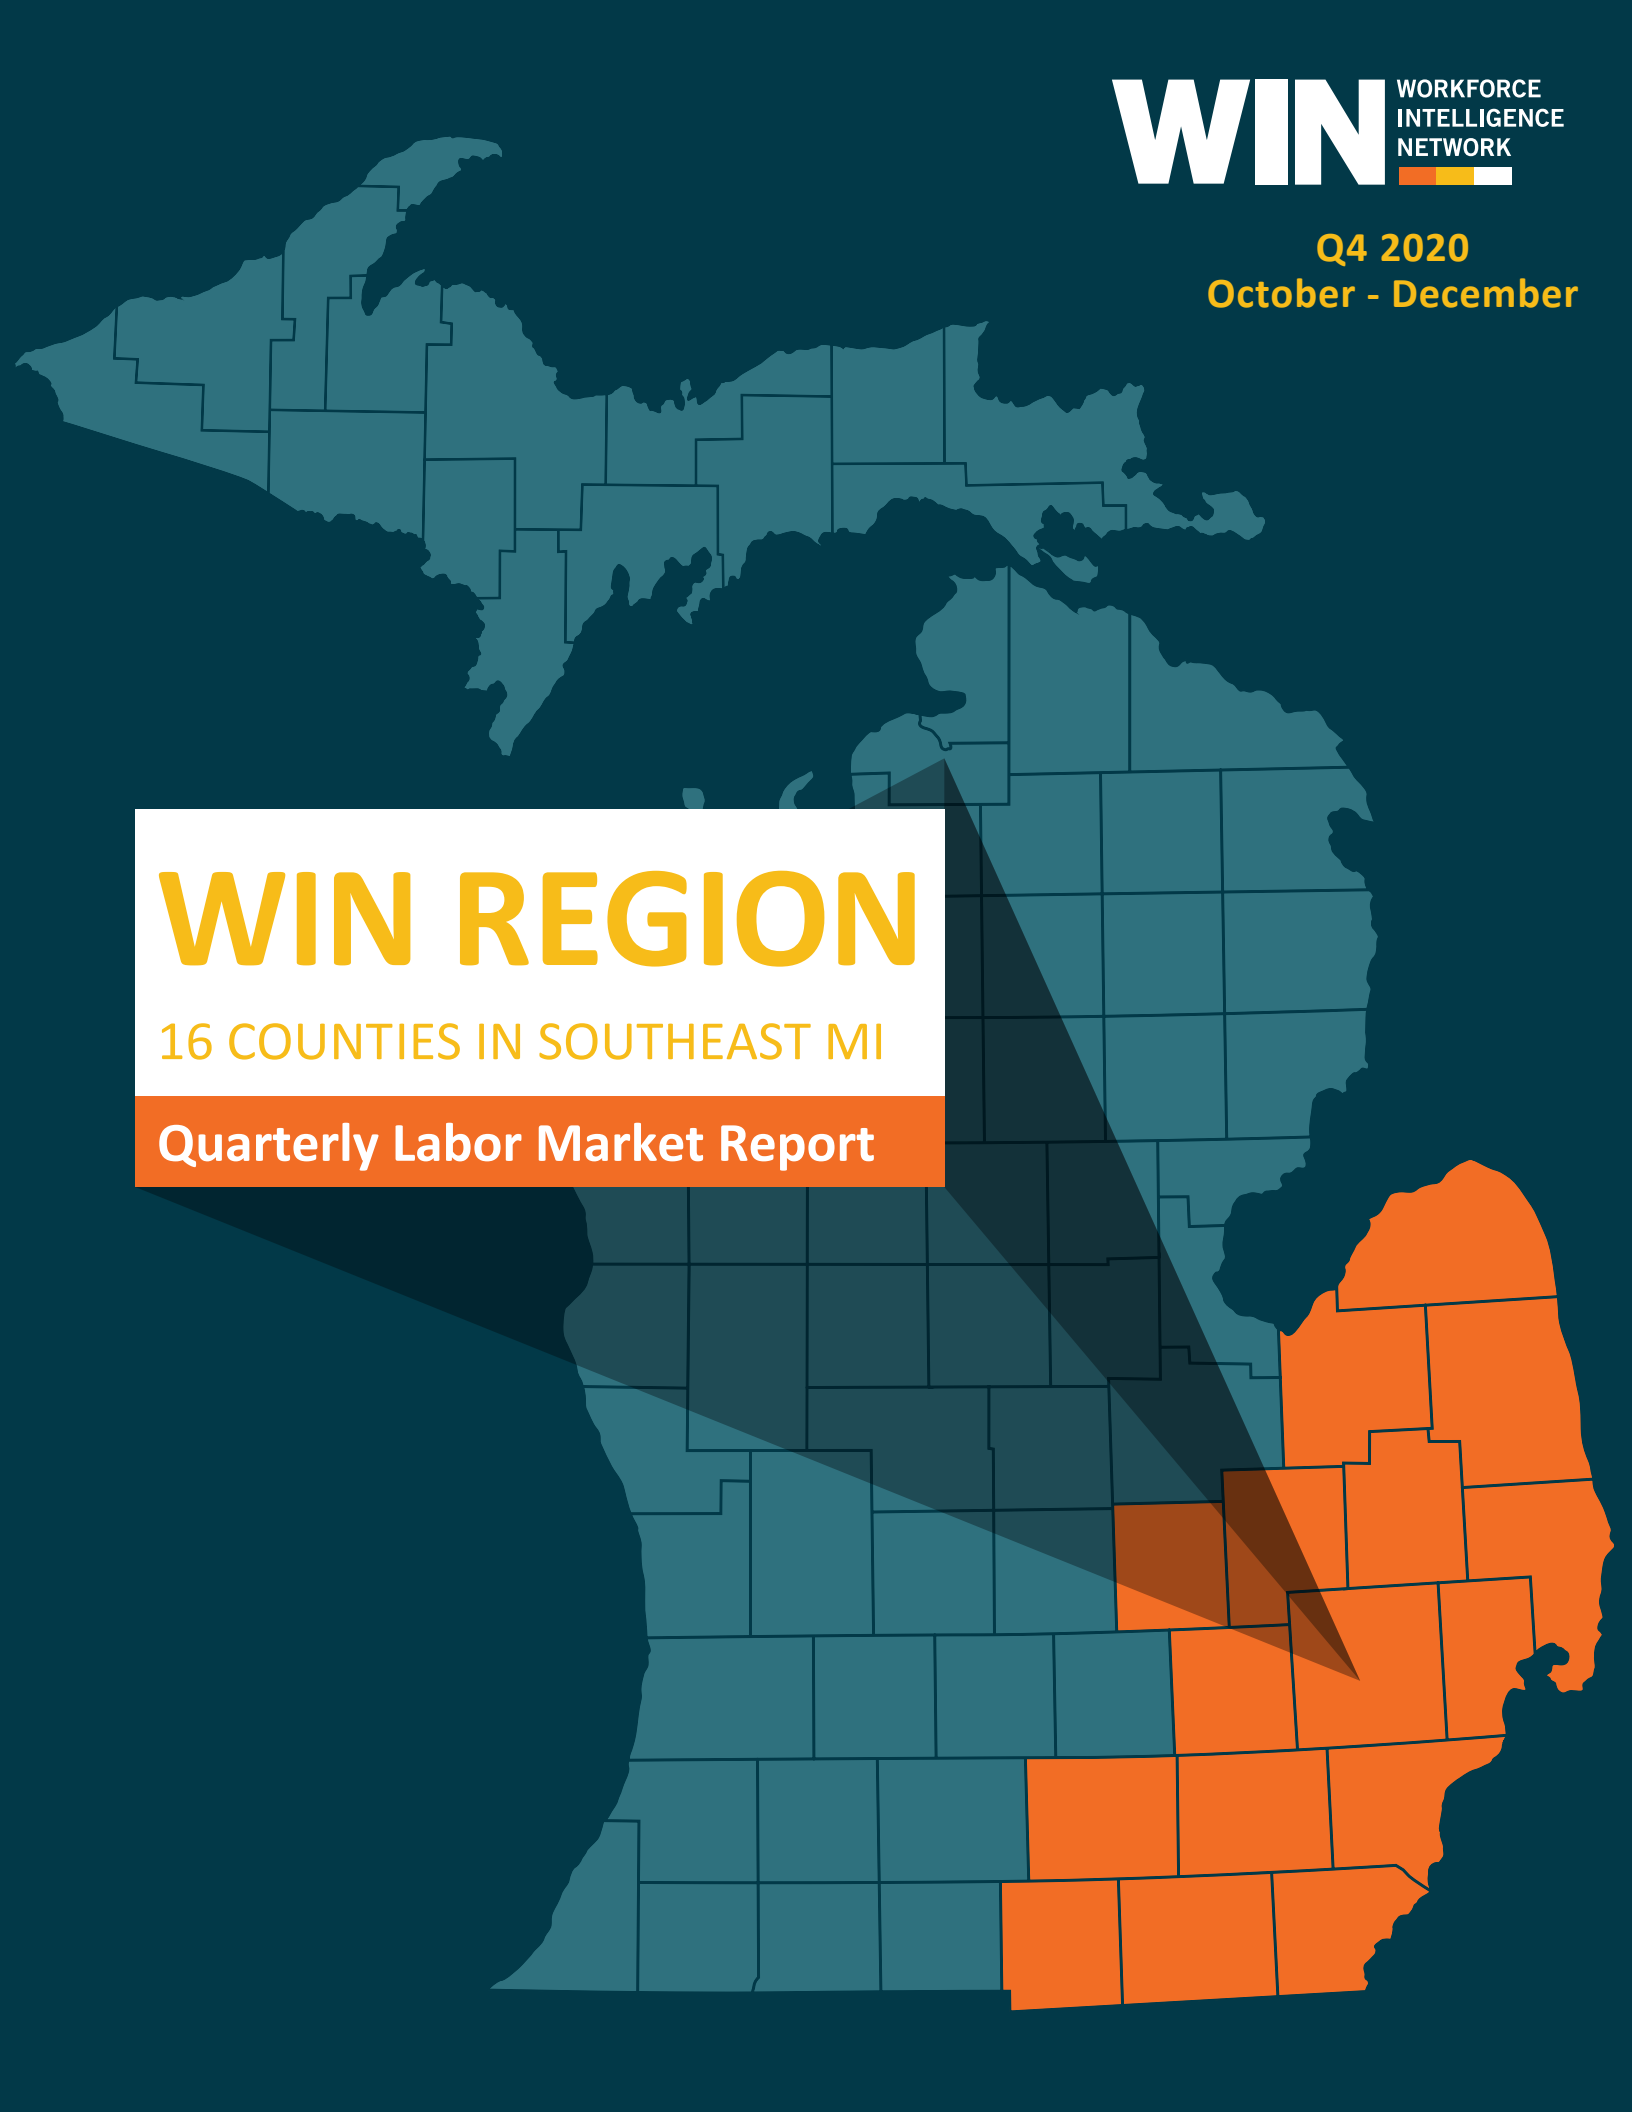 WIN
WORKFORCE
INTELLIGENCE
NETWORK
Q4 2020
October - December
WIN REGION
16 COUNTIES IN SOUTHEAST MI
Quarterly Labor Market Report